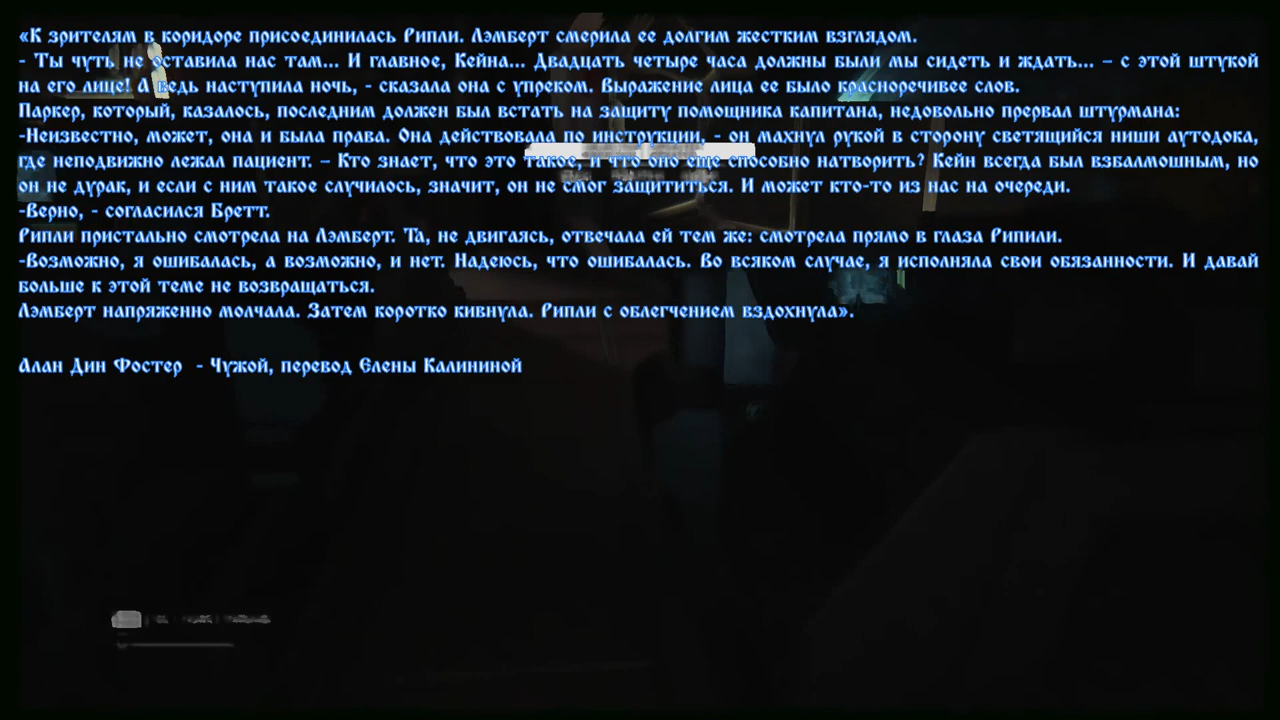 «К зрителям в коридоре присоединилась Рипли. Лэмберт смерила ее долгим жестким взглядом.
- Ты чуть не оставила нас там... И главное, Кейна... Двадцать четыре часа должны были мы сидеть и ждать... – с этой штукой
на его лице! А ведь наступила ночь, - сказала она с упреком. Выражение лица ее было красноречивее слов.
Паркер, который, казалось, последним должен был встать на защиту помощника капитана, недовольно прервал штурмана:
-Неизвестно, может, она и была права. Она действовала по инструкции, - он махнул рукой в сторону светящийся ниши аутодока,
где неподвижно лежал пациент. – Кто знает, что это такое, и что оно еще способно натворить? Кейн всегда был взбалмошным, но
он не дурак, и если с ним такое случилось, значит, он не смог защититься. И может кто-то из нас на очереди.
-Верно, - согласился Бретт.
Рипли пристально смотрела на Лэмберт. Та, не двигаясь, отвечала ей тем же: смотрела прямо в глаза Рипили.
-Возможно, я ошибалась, а возможно, и нет. Надеюсь, что ошибалась. Во всяком случае, я исполняла свои обязанности. И давай
больше к этой теме не возвращаться.
Лэмберт напряженно молчала. Затем коротко кивнула. Рипли с облегчением вздохнула».
Алан Дин Фостер - Чужой, перевод Елены Калининой